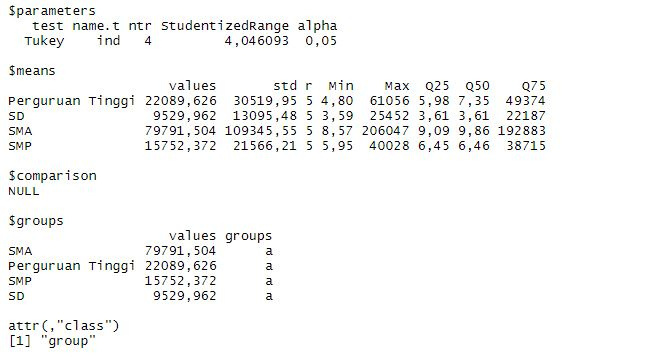 $parameters
test name.t ntr StudentizedRange alpha
Tukey ind 4 4,046093 0,05
$means
values std r Min Max Q25 Q50 Q75
Perguruan Tinggi 22089,626 30519,95 5 4,80 61056 5,98 7,35 49374
SD 9529,962 13095,48 5 3,59 25452 3,61 3,61 22187
SMA 79791,504 109345,55 5 8,57 206047 9,09 9,86 192883
SMP 15752,372 21566,21 5 5,95 40028 6,45 6,46 38715
$comparison
NULL
$groups
values groups
SMA 79791,504 a
Perguruan Tinggi 22089,626 a
SMP 15752,372 a
SD 9529,962 a
attr(,"class")
[1] "group"